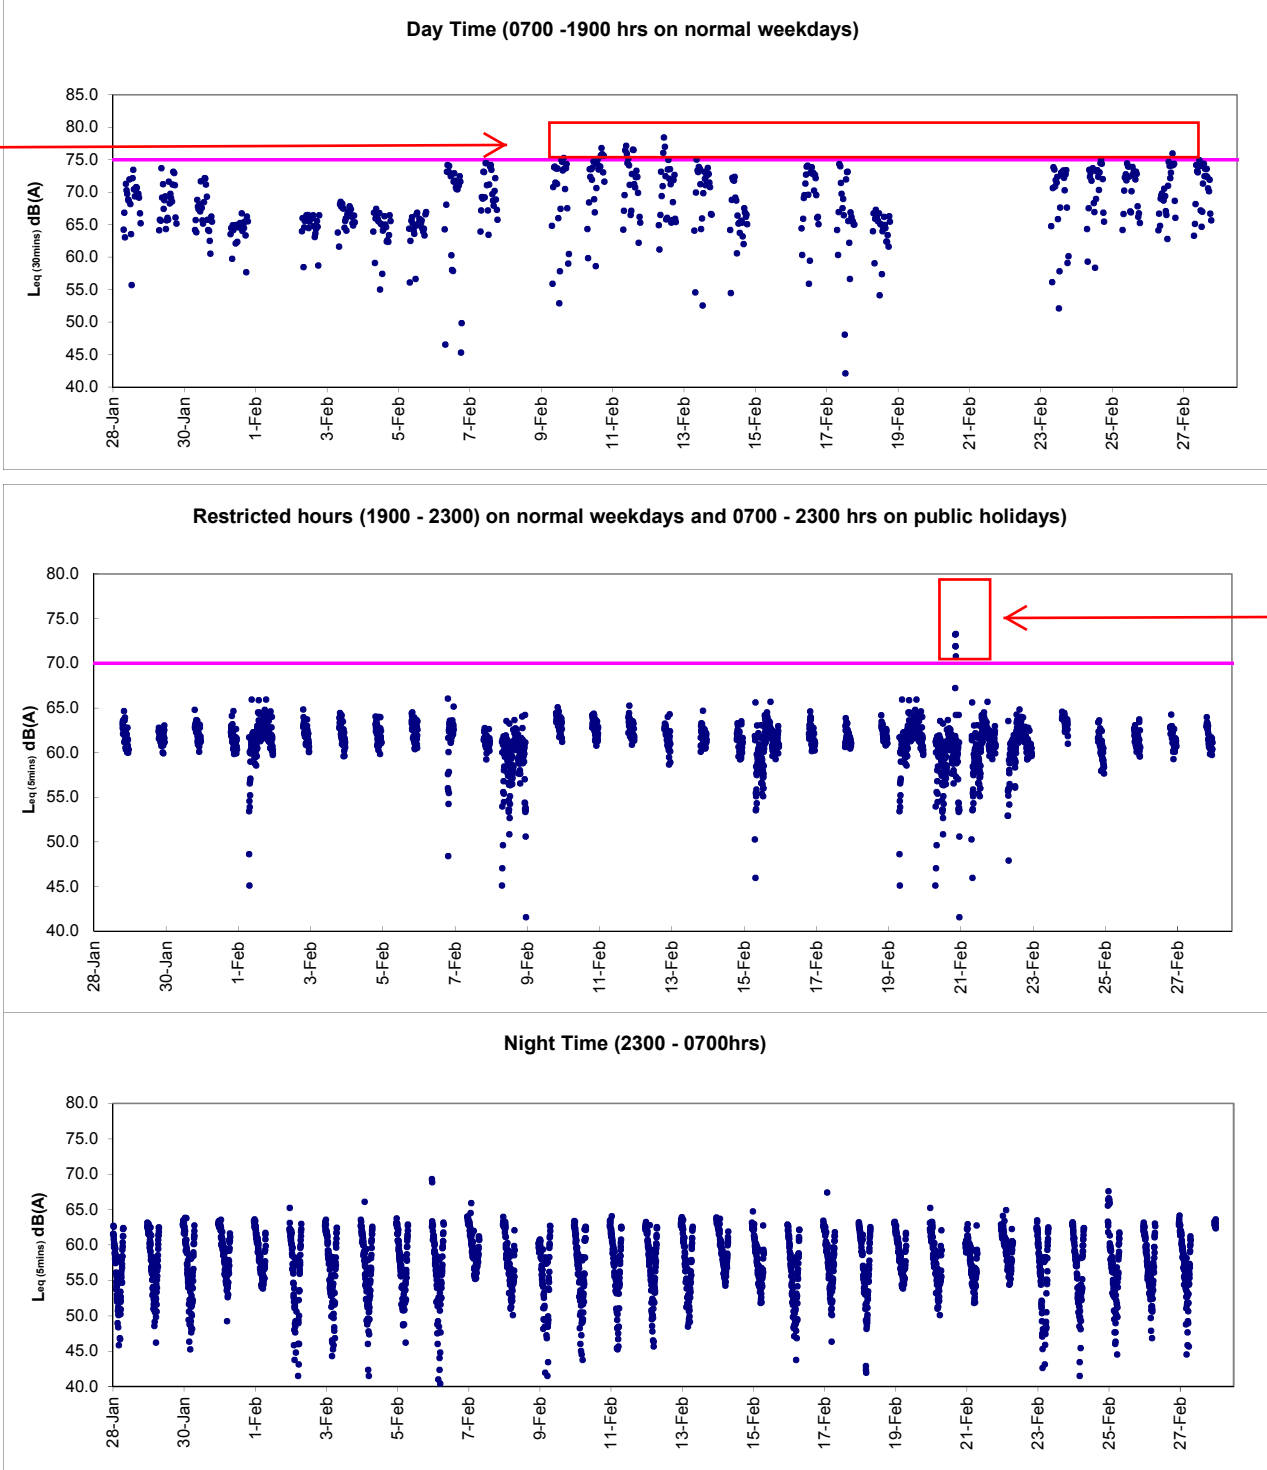 Day Time (0700 -1900 hrs on normal weekdays)
85.0
80.0
75.0
70.0
65.0
60.0
55.0
50.0
45.0
40.0
Leq (30mins) dB(A)
28-Jan
30-Jan
1-Feb
3-Feb
5-Feb
7-Feb
9-Feb
11-Feb
13-Feb
15-Feb
17-Feb
19-Feb
21-Feb
23-Feb
25-Feb
27-Feb
Restricted hours (1900 - 2300) on normal weekdays and 0700 - 2300 hrs on public holidays)
80.0
75.0
70.0
65.0
60.0
55.0
50.0
45.0
40.0
Leq (5mins) dB(A)
28-Jan
30-Jan
1-Feb
3-Feb
5-Feb
7-Feb
9-Feb
11-Feb
13-Feb
15-Feb
17-Feb
19-Feb
21-Feb
23-Feb
25-Feb
27-Feb
Night Time (2300 - 0700hrs)
80.0
75.0
70.0
65.0
60.0
55.0
50.0
45.0
40.0
Leq (5mins) dB(A)
28-Jan
30-Jan
1-Feb
3-Feb
5-Feb
7-Feb
9-Feb
11-Feb
13-Feb
15-Feb
17-Feb
19-Feb
21-Feb
23-Feb
25-Feb
27-Feb